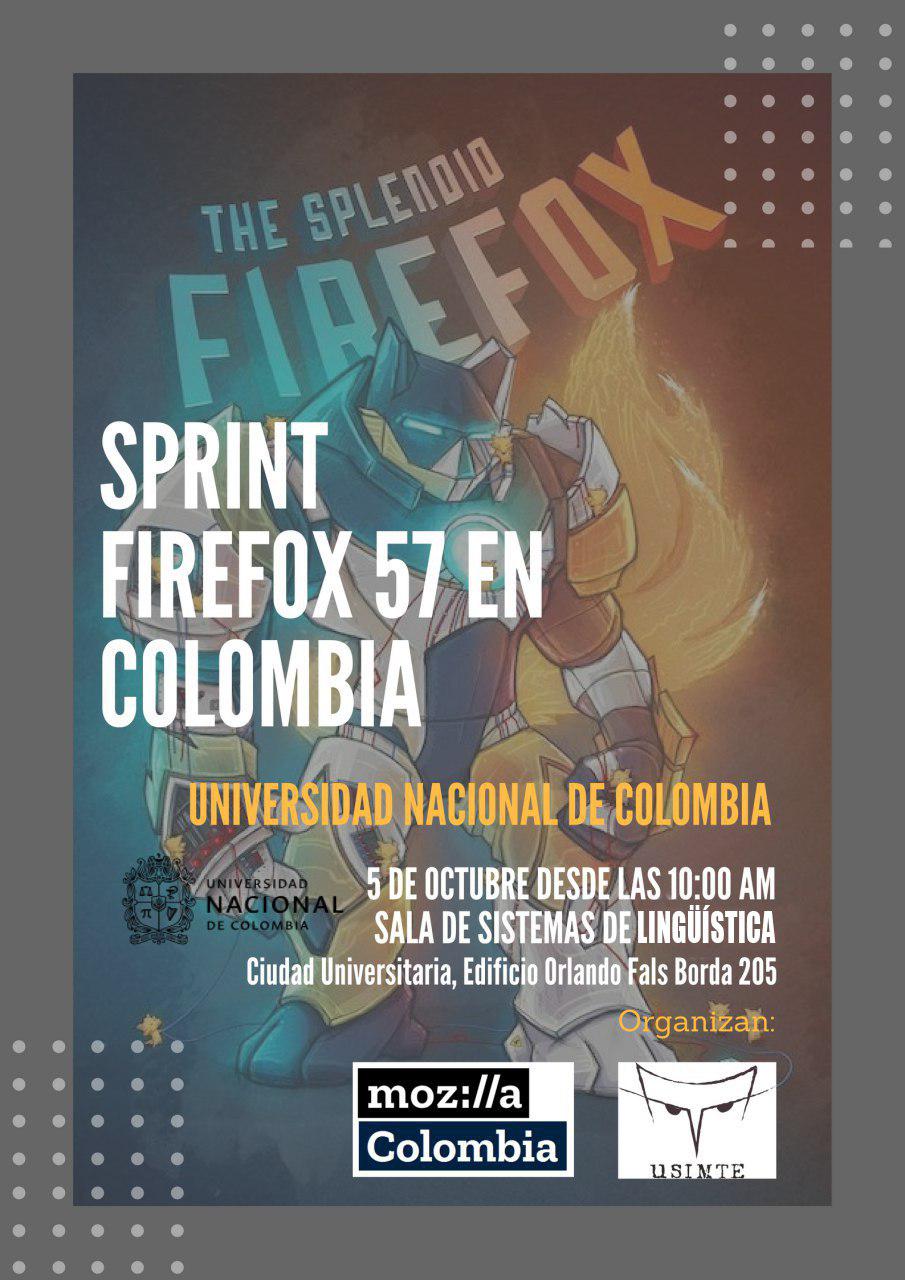 THE SPLENDID
FIREFOX
SPRINT
FIREFOX 57 EN
COLOMBIA
UNIVERSIDAD NACIONAL DE COLOMBIA
UNIVERSIDAD
NACIONAL
DE COLOMBIA
5 DE OCTUBRE DESDE LAS 10:00 AM
SALA DE SISTEMAS DE LINGÜÍSTICA
Ciudad Universitaria, Edificio Orlando Fals Borda 205
Organizan:
moz://a
Colombia
USIMTE